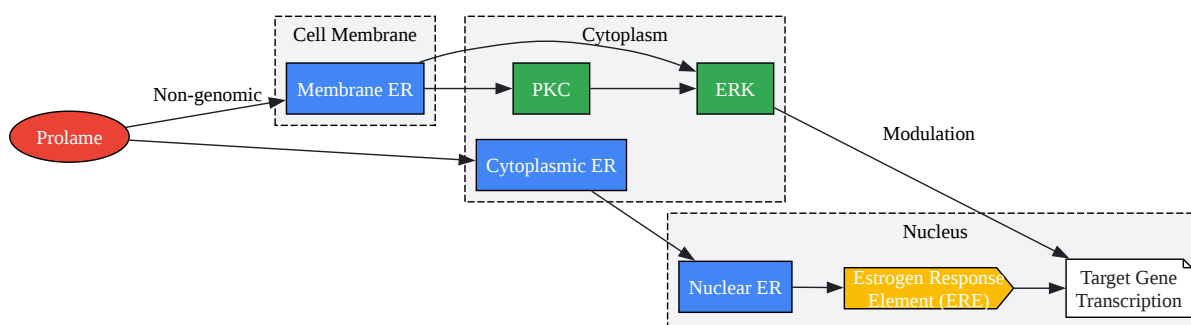 Cell Membrane
Cytoplasm
Membrane ER
PKC
ERK
Non-genomic
Prolame
Modulation
Cytoplasmic ER
Nucleus
Nuclear ER
Estrogen Response
Element (ERE)
Target Gene
Transcription